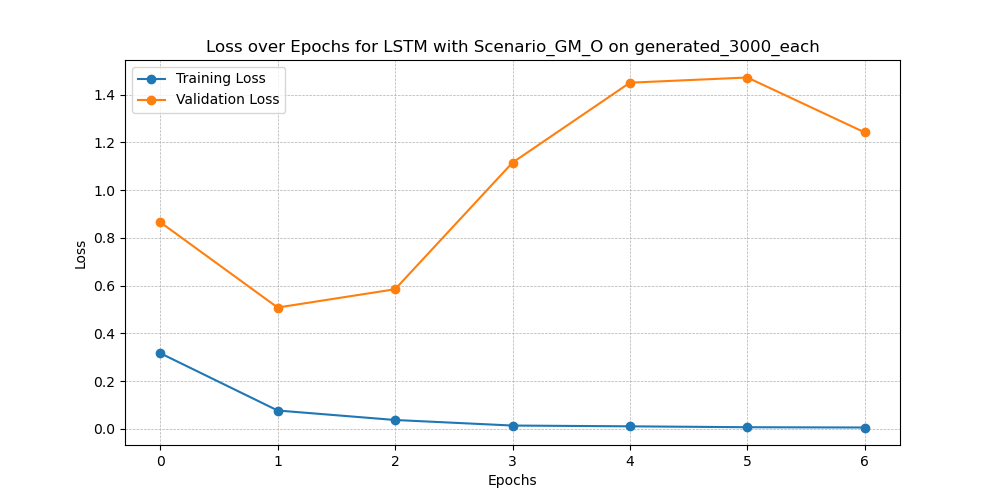 Loss over Epochs for LSTM with Scenario_GM_O on generated_3000_each
Training Loss
Validation Loss
1.4
1.2
1.0
0.8
0.6
0.4
0.2
0.0
Loss
0 1 2 3 4 5 6
Epochs